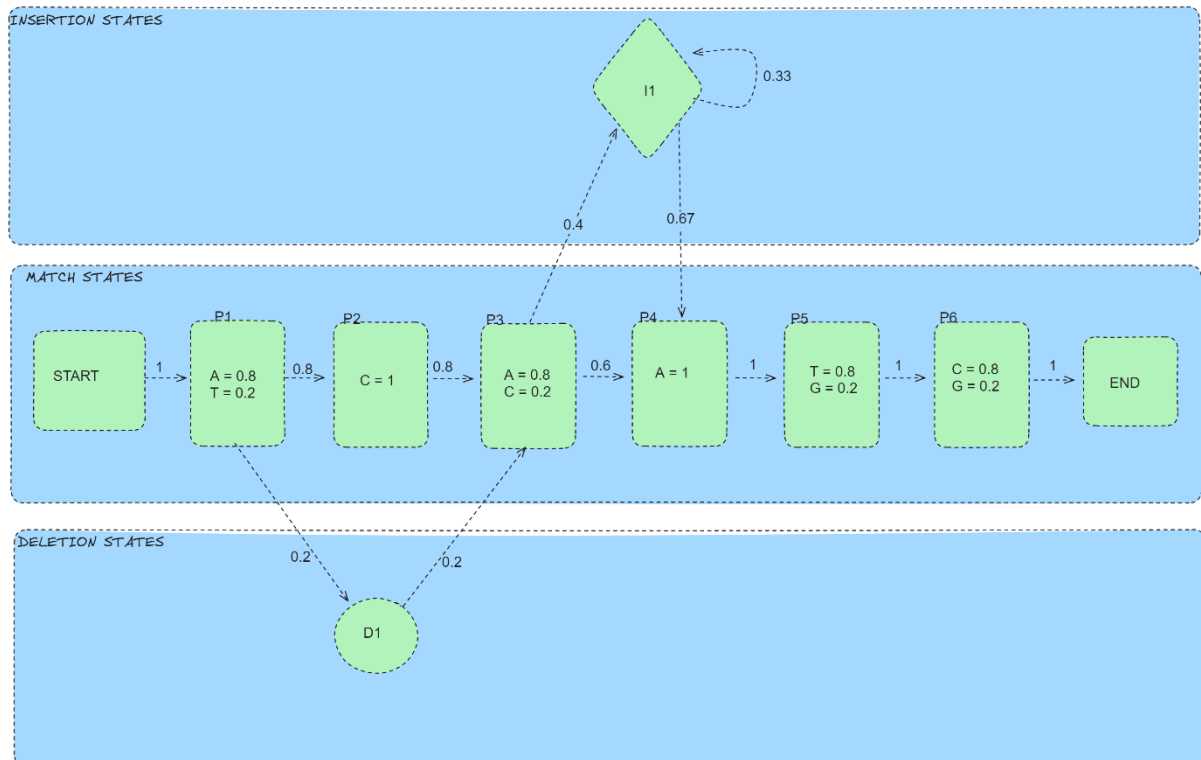 INSERTION STATES
I1
0.33
0.4
0.67
MATCH STATES
START
1
P1
A = 0.8
T = 0.2
0.8
P2
C = 1
0.8
P3
A = 0.8
C = 0.2
0.6
P4
A = 1
1
P5
T = 0.8
G = 0.2
1
P6
C = 0.8
G = 0.2
1
END
DELETION STATES
0.2
0.2
D1